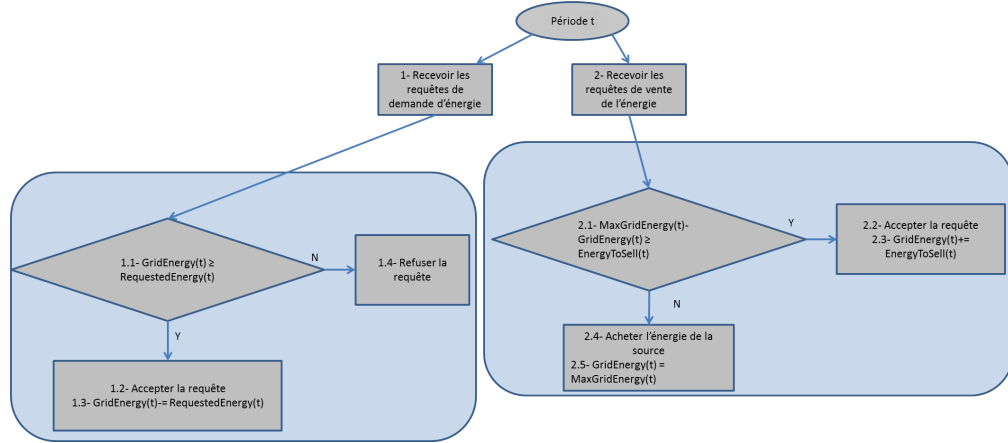 Période t
1- Recevoir les
requêtes de
demande d'énergie
2- Recevoir les
requêtes de vente
de l'énergie
1.1- GridEnergy(t) ≥
RequestedEnergy(t)
N
1.4- Refuser la
requête
Y
1.2- Accepter la requête
1.3- GridEnergy(t)-= RequestedEnergy(t)
2.1- MaxGridEnergy(t)-
GridEnergy(t) ≥
EnergyToSell(t)
Y
2.2- Accepter la requête
2.3- GridEnergy(t)+=
EnergyToSell(t)
N
2.4- Acheter l'énergie de la
source
2.5- GridEnergy(t) =
MaxGridEnergy(t)